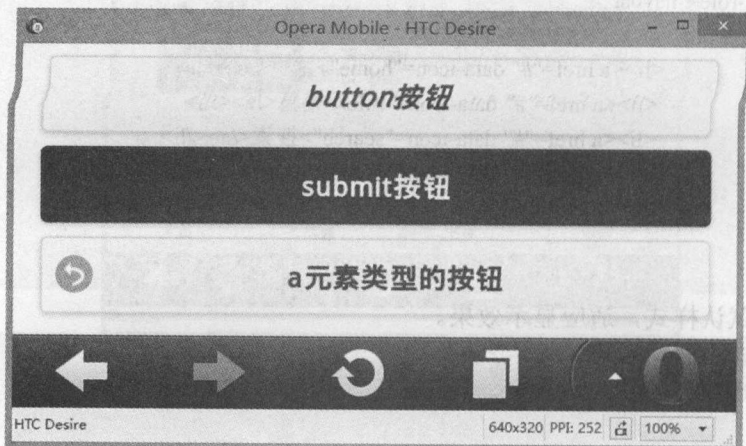 Opera Mobile - HTC Desire
button按钮
submit按钮
a元素类型的按钮
HTC Desire
640x320 PPI: 252 100%